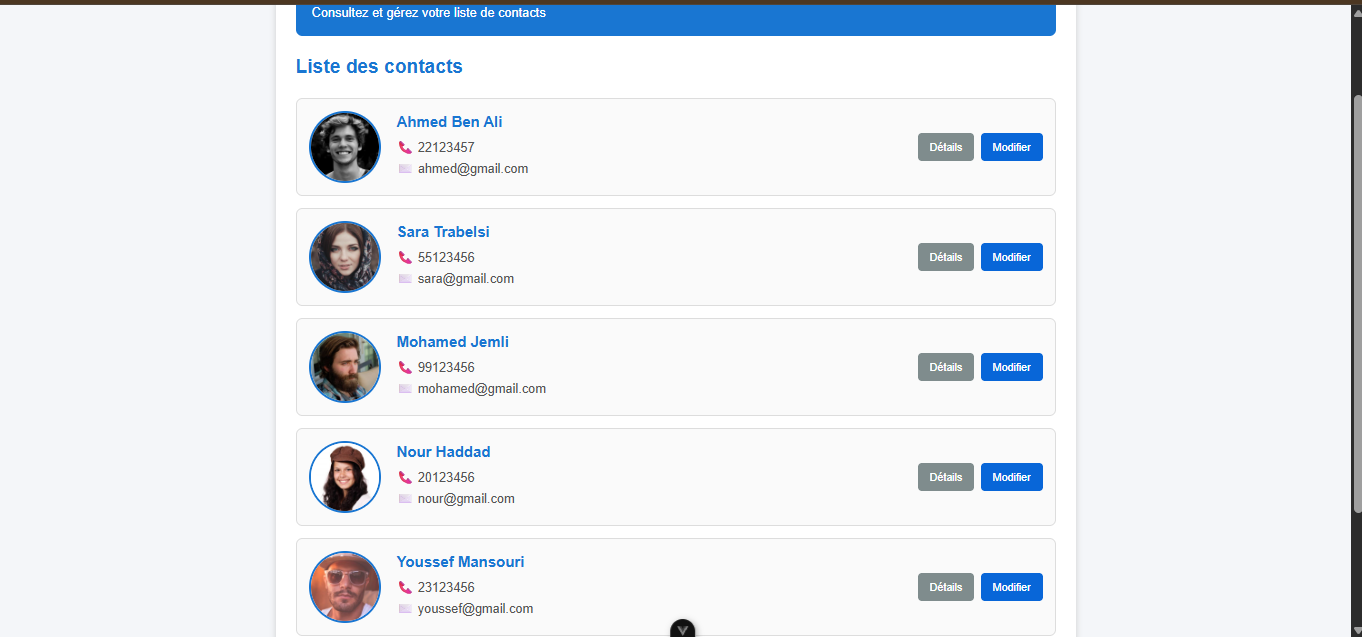 Consultez et gérez votre liste de contacts
Liste des contacts
Ahmed Ben Ali
22123457
ahmed@gmail.com
Détails
Modifier
Sara Trabelsi
55123456
sara@gmail.com
Détails
Modifier
Mohamed Jemli
99123456
mohamed@gmail.com
Détails
Modifier
Nour Haddad
20123456
nour@gmail.com
Détails
Modifier
Youssef Mansouri
23123456
youssef@gmail.com
Détails
Modifier